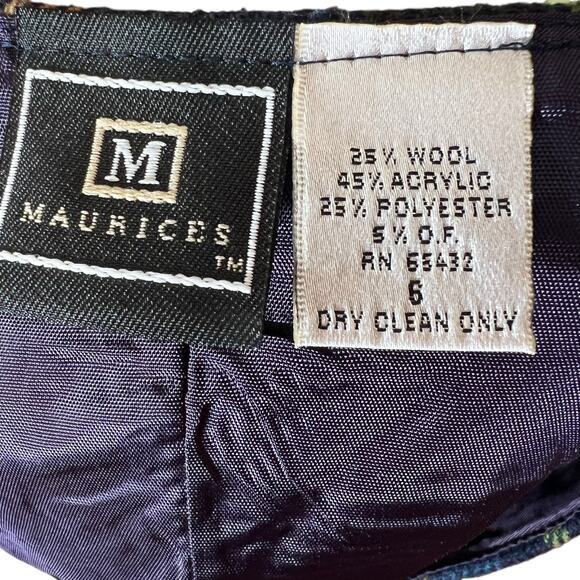 M
MAURICES
TM
25% WOOL
45% ACRYLIC
25% POLYESTER
5% O.F.
RN 65432
6
DRY CLEAN ONLY